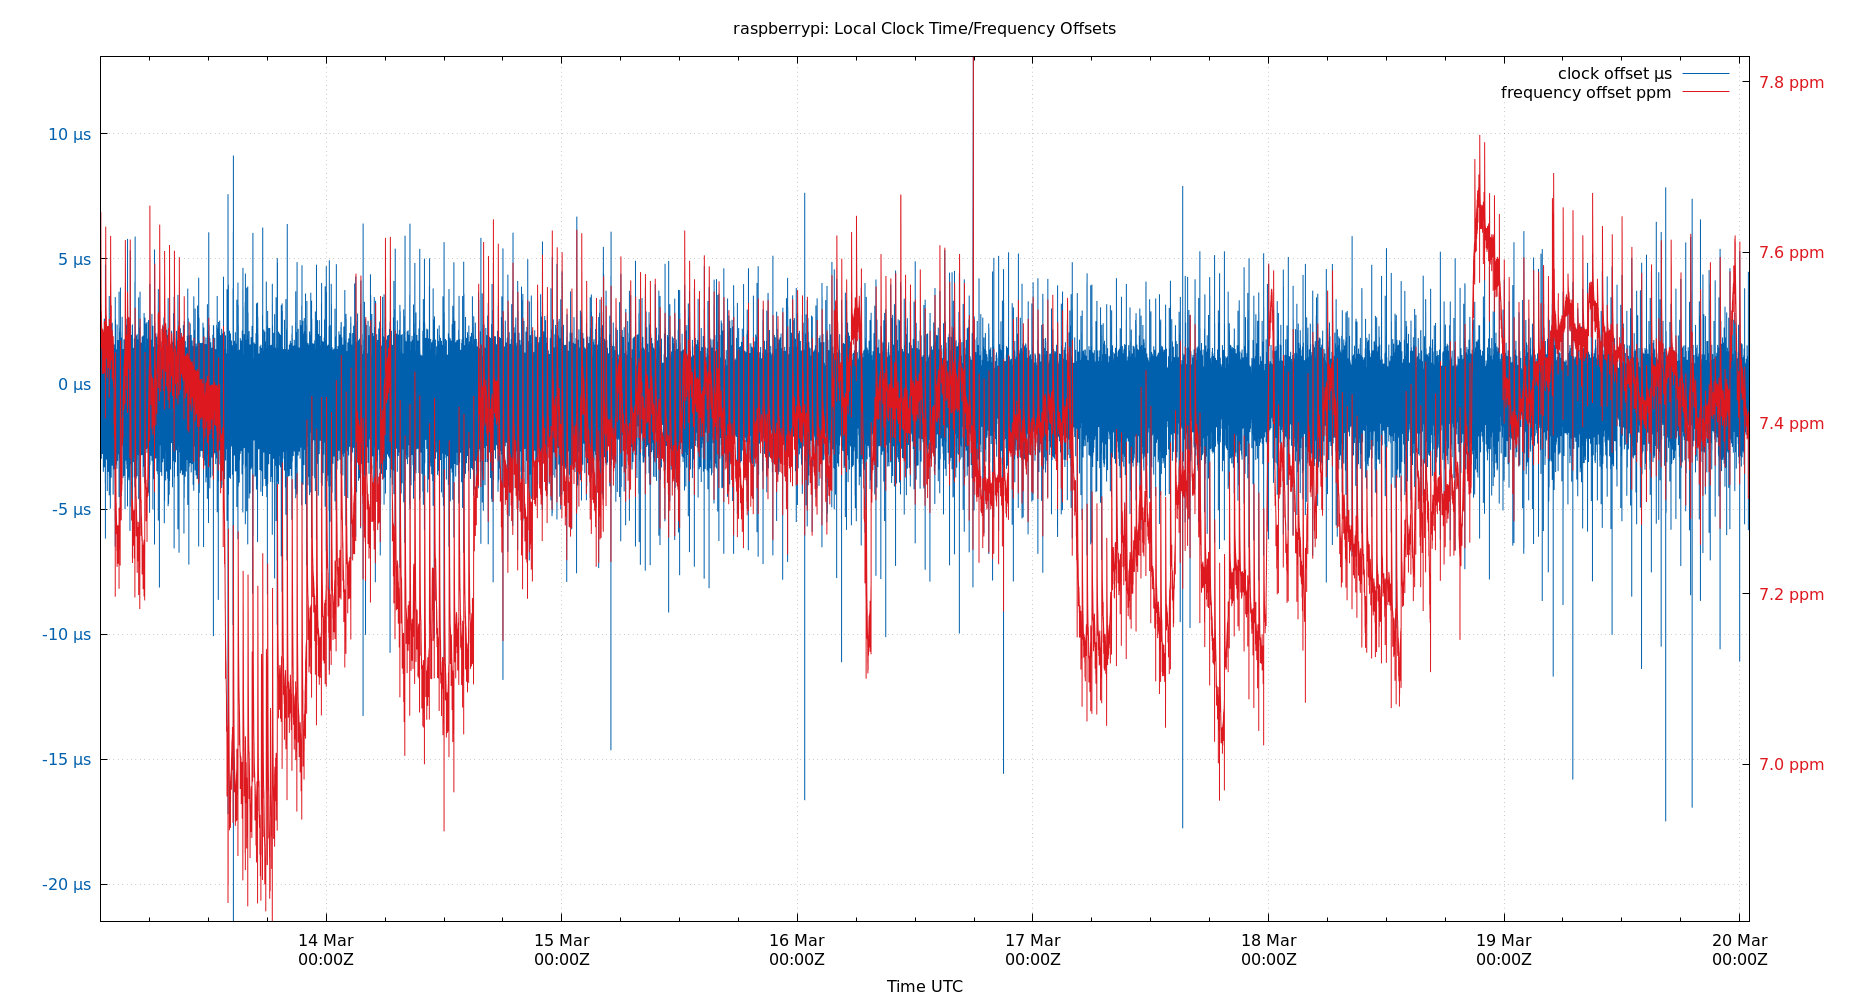 raspberrypi: Local Clock Time/Frequency Offsets
clock offset µs
frequency offset ppm
10 µs
5 µs
0 µs
-5 µs
-10 µs
-15 µs
-20 µs
7.8 ppm
7.6 ppm
7.4 ppm
7.2 ppm
7.0 ppm
14 Mar
00:00Z
15 Mar
00:00Z
16 Mar
00:00Z
17 Mar
00:00Z
18 Mar
00:00Z
19 Mar
00:00Z
20 Mar
00:00Z
Time UTC